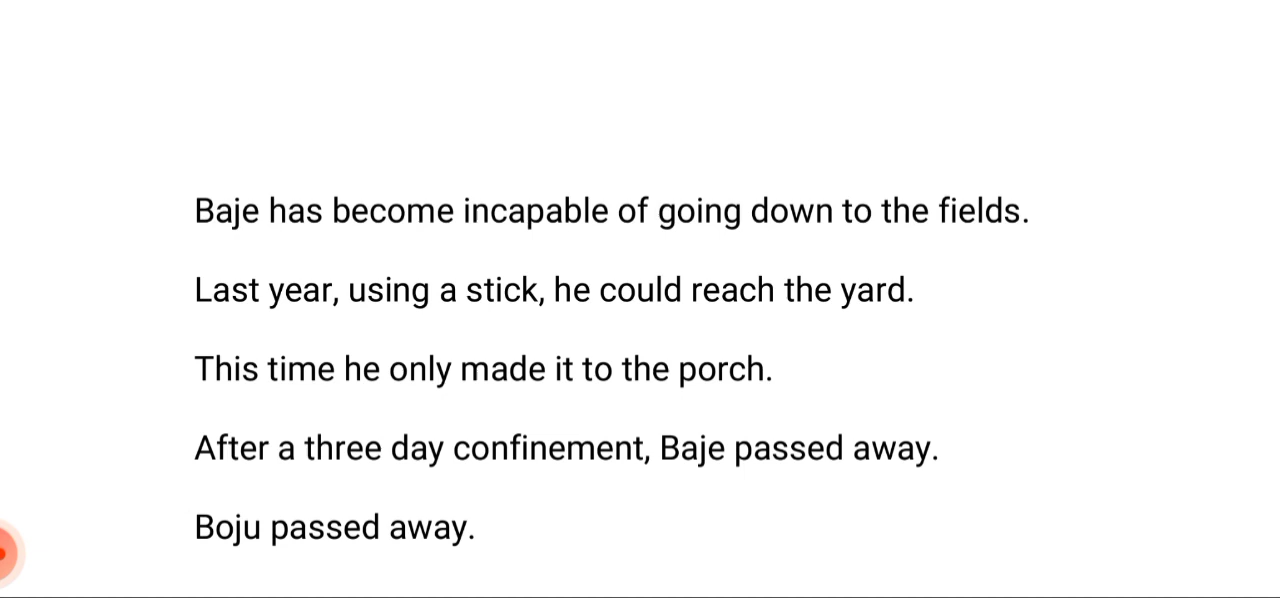 Baje has become incapable of going down to the fields.
Last year, using a stick, he could reach the yard.
This time he only made it to the porch.
After a three day confinement, Baje passed away.
Boju passed away.